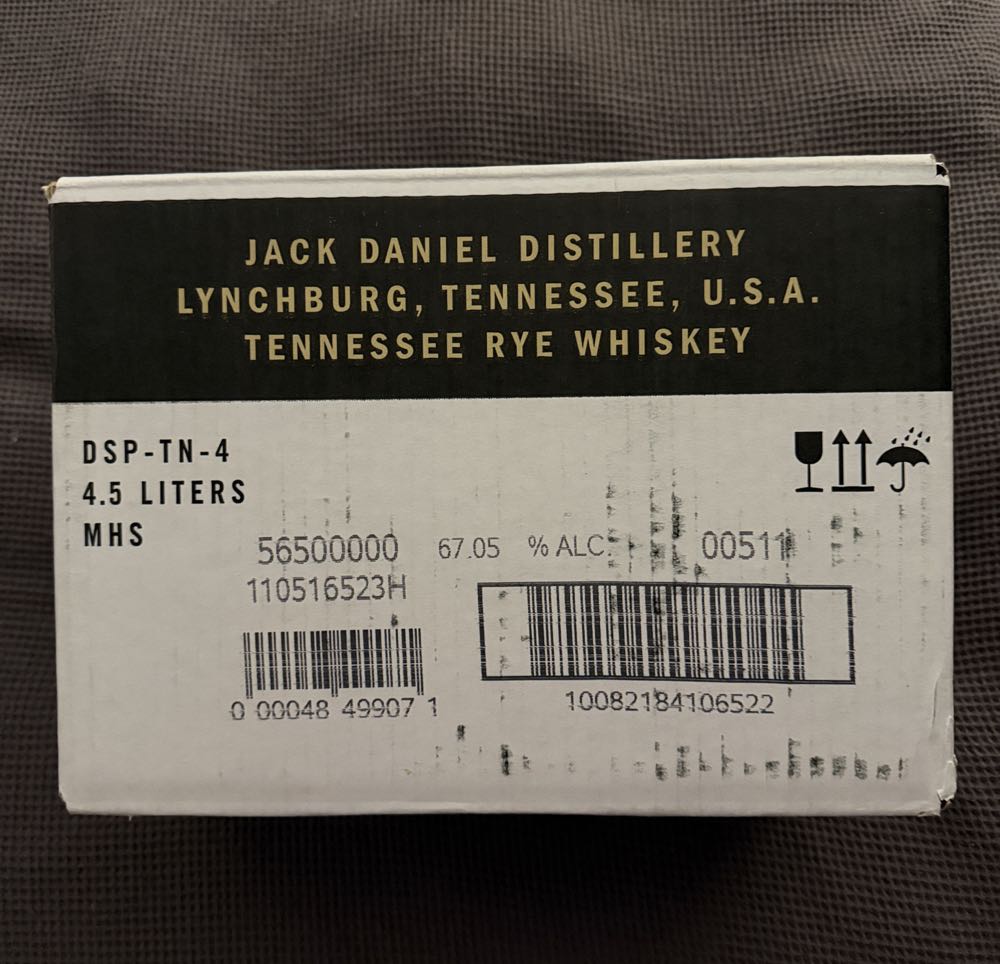 JACK DANIEL DISTILLERY
LYNCHBURG, TENNESSEE, U.S.A.
TENNESSEE RYE WHISKEY
DSP-TN-4
4.5 LITERS
MHS
56500000 67.05 % ALC. 00511
110516523H
0 00048 49907 1
10082184106522